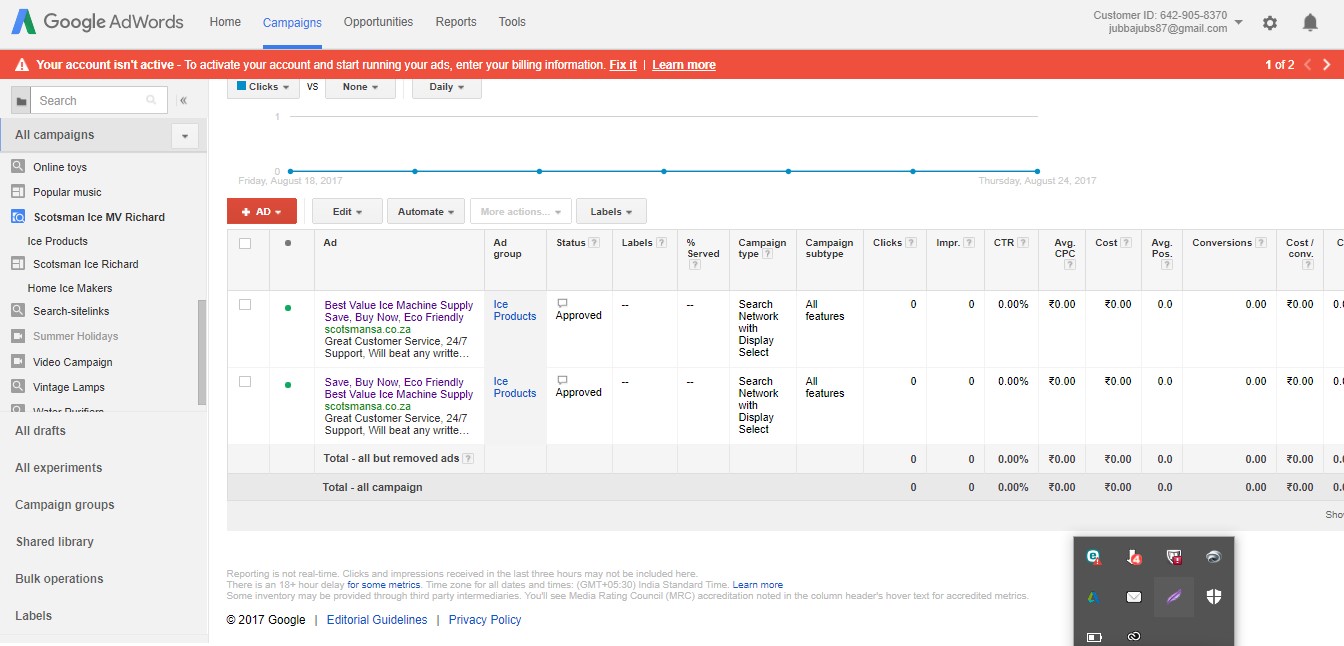 Google AdWords
Home Campaigns Opportunities Reports Tools
Customer ID: 642-905-8370
jubbajubs87@gmail.com
Your account isn't active - To activate your account and start running your ads, enter your billing information. Fix it | Learn more
1 of 2
Search
«
All campaigns
Online toys
Popular music
Scotsman Ice MV Richard
Ice Products
Scotsman Ice Richard
Home Ice Makers
Search-sitelinks
Summer Holidays
Video Campaign
Vintage Lamps
Water Purifiers
All drafts
All experiments
Campaign groups
Shared library
Bulk operations
Labels
Clicks VS None Daily
1
0
Friday, August 18, 2017 Thursday, August 24, 2017
+ AD Edit Automate More actions... Labels
Ad
Ad group
Status ?
Labels ?
% Served ?
Campaign type ?
Campaign subtype
Clicks ?
Impr. ?
CTR ?
Avg. CPC ?
Cost ?
Avg. Pos. ?
Conversions ?
Cost / conv. ?
Best Value Ice Machine Supply
Save, Buy Now, Eco Friendly
scotsmansa.co.za
Great Customer Service, 24/7
Support, Will beat any writte...
Ice
Products
Approved
--
--
Search
Network
with
Display
Select
All
features
0 0 0.00% ₹0.00 ₹0.00 0.0 0.00 ₹0.00
Save, Buy Now, Eco Friendly
Best Value Ice Machine Supply
scotsmansa.co.za
Great Customer Service, 24/7
Support, Will beat any writte...
Ice
Products
Approved
--
--
Search
Network
with
Display
Select
All
features
0 0 0.00% ₹0.00 ₹0.00 0.0 0.00 ₹0.00
Total - all but removed ads ? 0 0 0.00% ₹0.00 ₹0.00 0.0 0.00 ₹0.00
Total - all campaign 0 0 0.00% ₹0.00 ₹0.00 0.0 0.00 ₹0.00
Reporting is not real-time. Clicks and impressions received in the last three hours may not be included here.
There is an 18+ hour delay for some metrics. Time zone for all dates and times: (GMT+05:30) India Standard Time. Learn more
Some inventory may be provided through third party intermediaries. You'll see Media Rating Council (MRC) accreditation noted in the column header's hover text for accredited metrics.
© 2017 Google | Editorial Guidelines | Privacy Policy